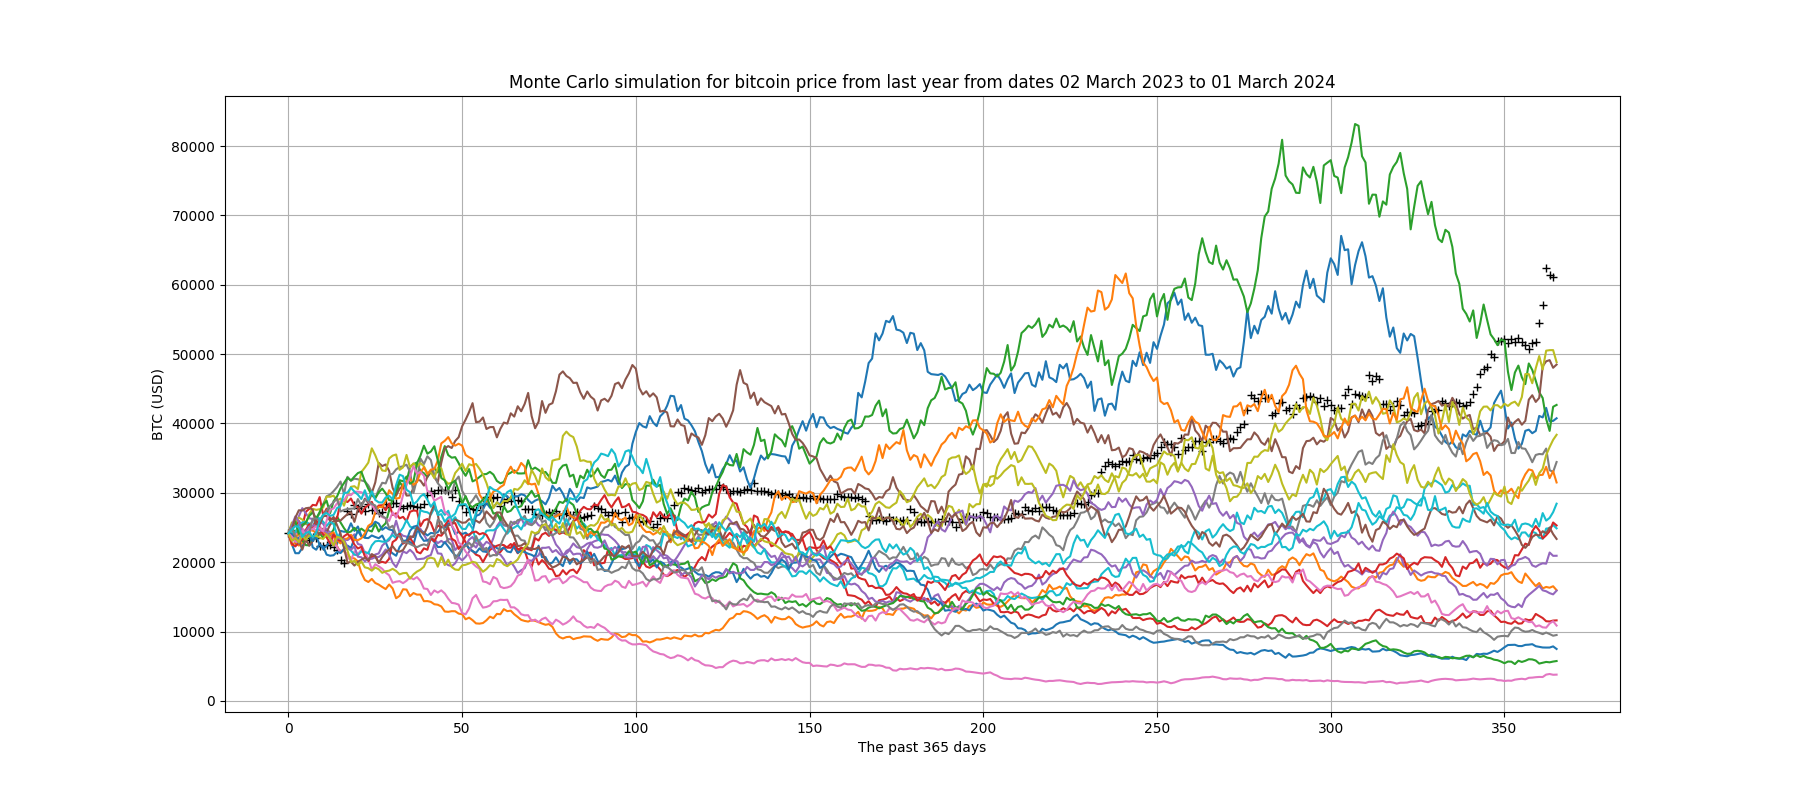 Monte Carlo simulation for bitcoin price from last year from dates 02 March 2023 to 01 March 2024
80000
70000
60000
50000
40000
30000
20000
10000
0
BTC (USD)
0 50 100 150 200 250 300 350
The past 365 days